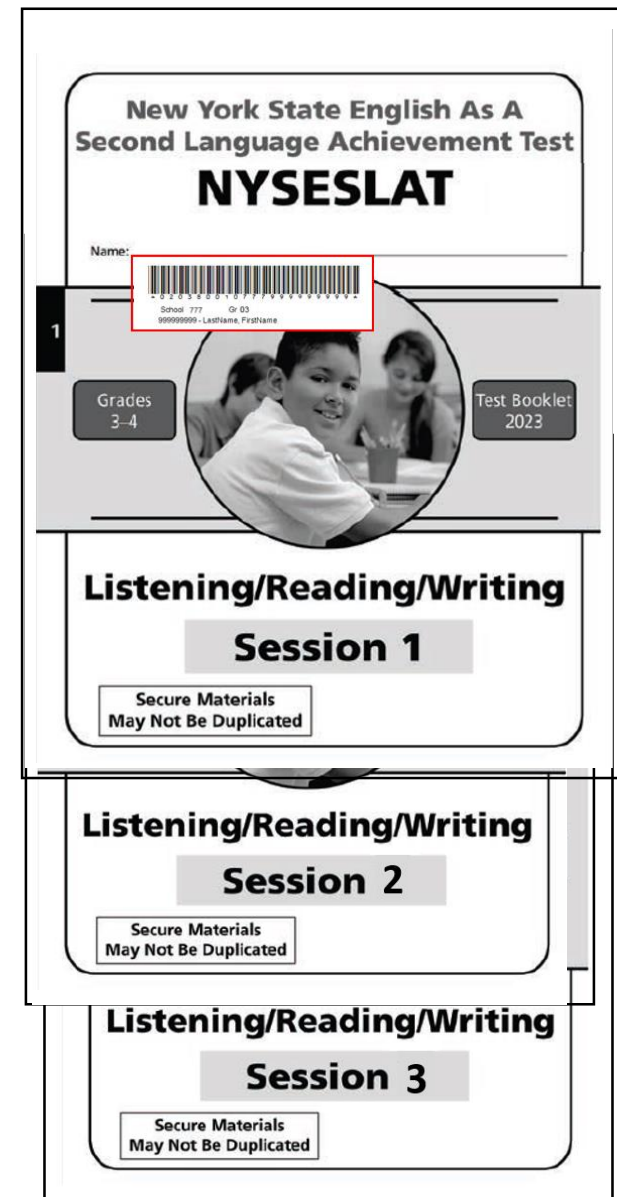 New York State English As A
Second Language Achievement Test
NYSESLAT
Name:
School 777 Gr 03
999999999 - LastName, FirstName
1
Grades
3–4
Test Booklet
2023
Listening/Reading/Writing
Session 1
Secure Materials
May Not Be Duplicated
Listening/Reading/Writing
Session 2
Secure Materials
May Not Be Duplicated
Listening/Reading/Writing
Session 3
Secure Materials
May Not Be Duplicated